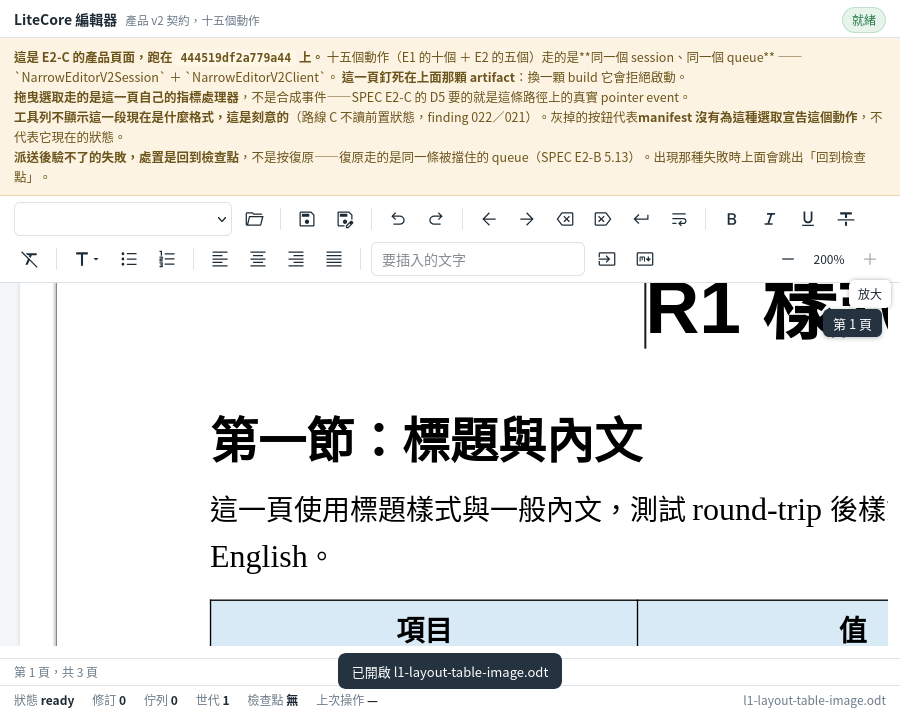 LiteCore 編輯器 產品 v2 契約，十五個動作 就緒
這是 E2-C 的產品頁面，跑在 444519df2a779a44 上。十五個動作（E1 的十個 ＋ E2 的五個）走的是**同一個 session、同一個 queue** ——
`NarrowEditorV2Session` ＋ `NarrowEditorV2Client`。這一頁釘死在上面那顆 artifact：換一顆 build 它會拒絕啟動。
拖曳選取走的是這一頁自己的指標處理器，不是合成事件——SPEC E2-C 的 D5 要的就是這條路徑上的真實 pointer event。
工具列不顯示這一段現在是什麼格式，這是刻意的（路線 C 不讀前置狀態，finding 022／021）。灰掉的按鈕代表manifest 沒有為這種選取宣告這個動作，不
代表它現在的狀態。
派送後驗不了的失敗，處置是回到檢查點，不是按復原——復原走的是同一條被擋住的 queue（SPEC E2-B 5.13）。出現那種失敗時上面會跳出「回到檢查
點」。
要插入的文字 200%
放大
R1 樣
第 1 頁
第一節：標題與內文
這一頁使用標題樣式與一般內文，測試 round-trip 後樣
English。
項目 值
已開啟 l1-layout-table-image.odt
第 1 頁，共 3 頁
狀態 ready 修訂 0 佇列 0 世代 1 檢查點 無 上次操作 — l1-layout-table-image.odt